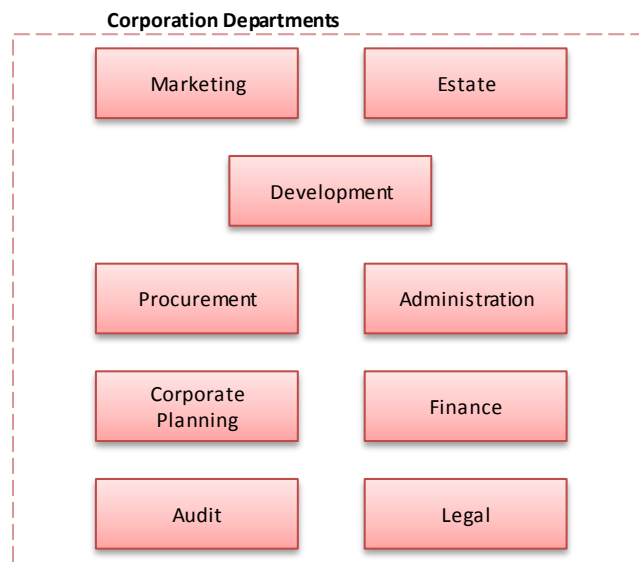 Corporation Departments
Marketing
Estate
Development
Procurement
Administration
Corporate
Planning
Finance
Audit
Legal